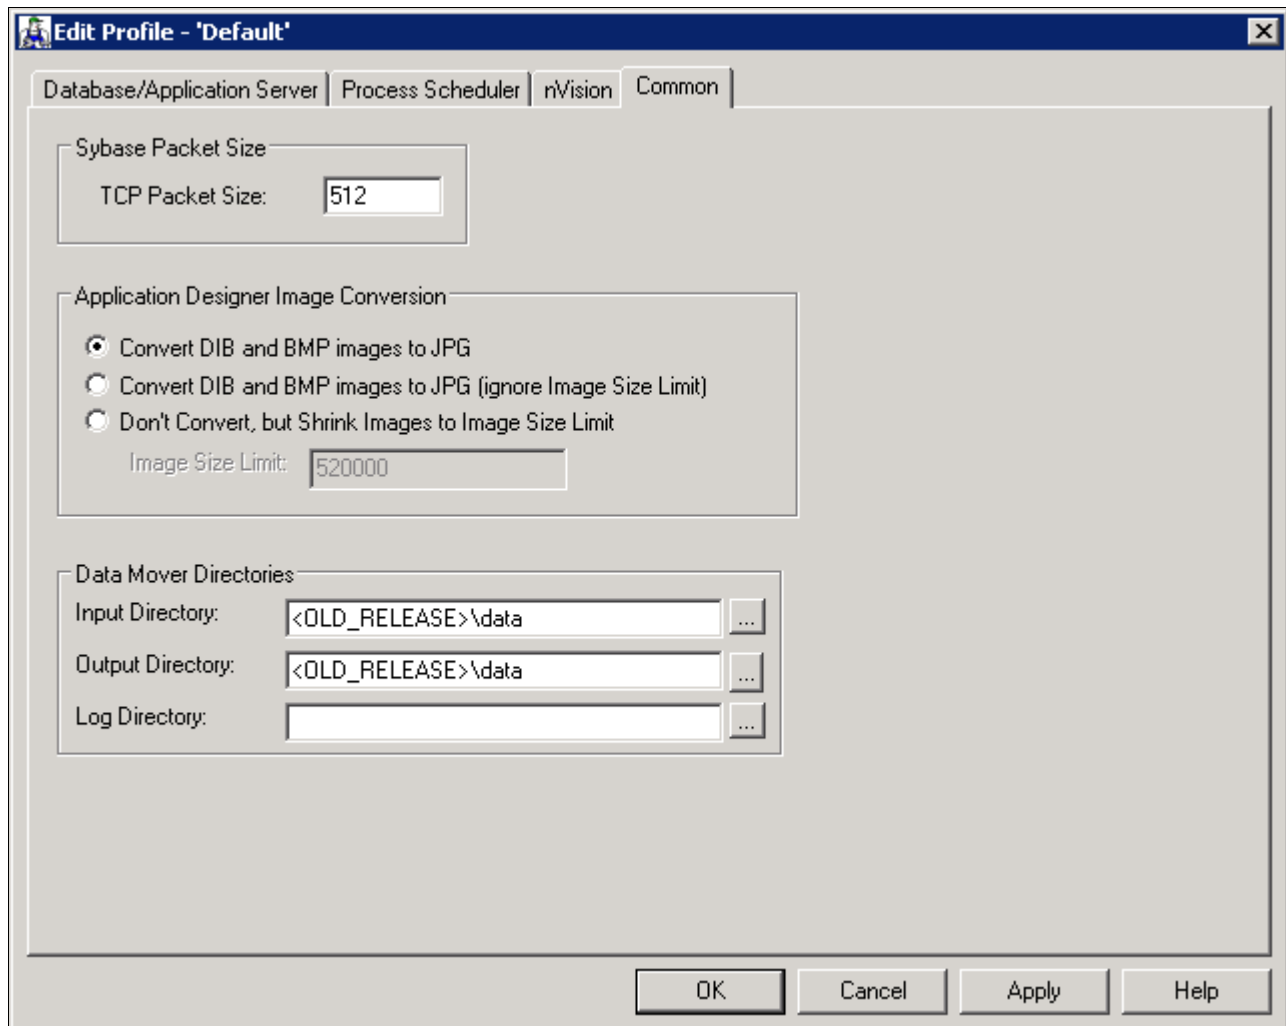 Edit Profile - 'Default'
Database/Application Server Process Scheduler nVision Common
Sybase Packet Size
TCP Packet Size: 512
Application Designer Image Conversion
Convert DIB and BMP images to JPG
Convert DIB and BMP images to JPG (ignore Image Size Limit)
Don't Convert, but Shrink Images to Image Size Limit
Image Size Limit: 520000
Data Mover Directories
Input Directory: <OLD_RELEASE>\data ...
Output Directory: <OLD_RELEASE>\data ...
Log Directory: ...
OK Cancel Apply Help